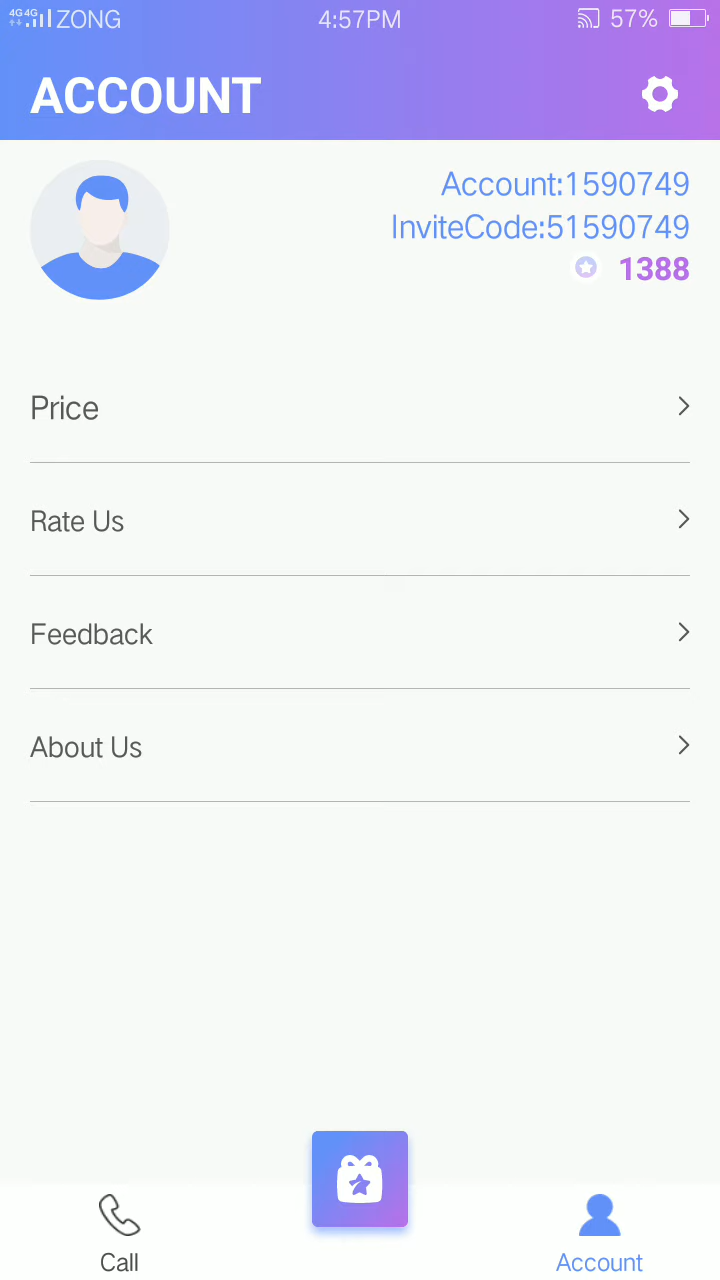 4G 4G ZONG 4:57PM 57%
ACCOUNT
Account:1590749
InviteCode:51590749
1388
Price
Rate Us
Feedback
About Us
Call
Account